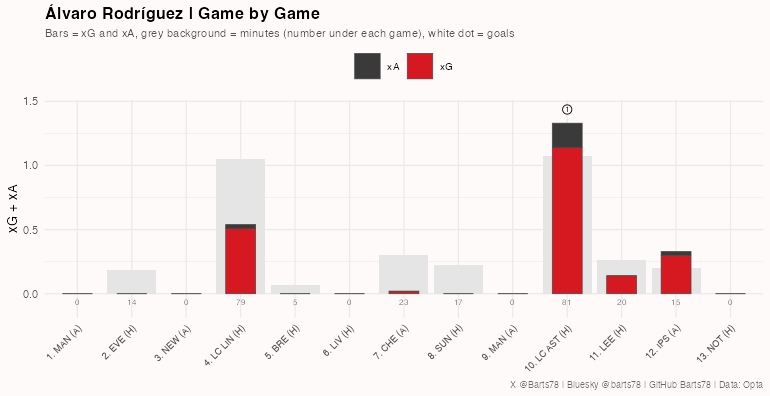 Álvaro Rodríguez | Game by Game
Bars = xG and xA, grey background = minutes (number under each game), white dot = goals
xA xG
xG + xA
1.5
1.0
0.5
0.0
1
0 14 0 79 5 0 23 17 0 81 20 15 0
1. MAN (A)
2. EVE (H)
3. NEW (A)
4. LC LIN (H)
5. BRE (H)
6. LIV (H)
7. CHE (A)
8. SUN (H)
9. MAN (A)
10. LC AST (H)
11. LEE (H)
12. IPS (A)
13. NOT (H)
X @Barts78 | Bluesky @barts78 | GitHub Barts78 | Data: Opta